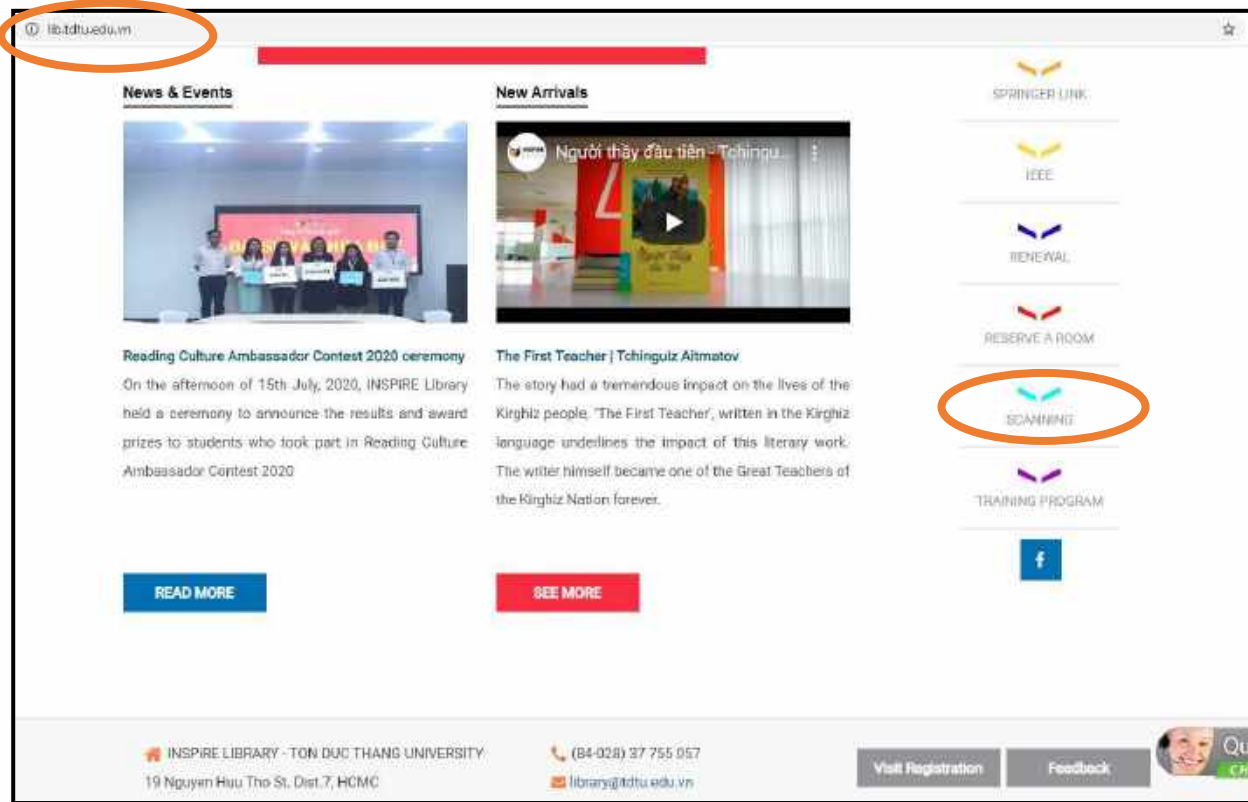 lib.tdtu.edu.vn
News & Events
New Arrivals
Người thầy đầu tiên - Tchingu...
Reading Culture Ambassador Contest 2020 ceremony
On the afternoon of 15th July, 2020, INSPIRE Library
held a ceremony to announce the results and award
prizes to students who took part in Reading Culture
Ambassador Contest 2020
READ MORE
The First Teacher | Tchinguiz Aitmatov
The story had a tremendous impact on the lives of the
Kirghiz people, 'The First Teacher', written in the Kirghiz
language underlines the impact of this literary work.
The writer himself became one of the Great Teachers of
the Kirghiz Nation forever.
SEE MORE
SPRINGER LINK
IEEE
RENEWAL
RESERVE A ROOM
SCANNING
TRAINING PROGRAM
f
INSPiRE LIBRARY - TON DUC THANG UNIVERSITY
19 Nguyen Huu Tho St, Dist.7, HCMC
(84-028) 37 755 057
library@tdtu.edu.vn
Visit Registration
Feedback